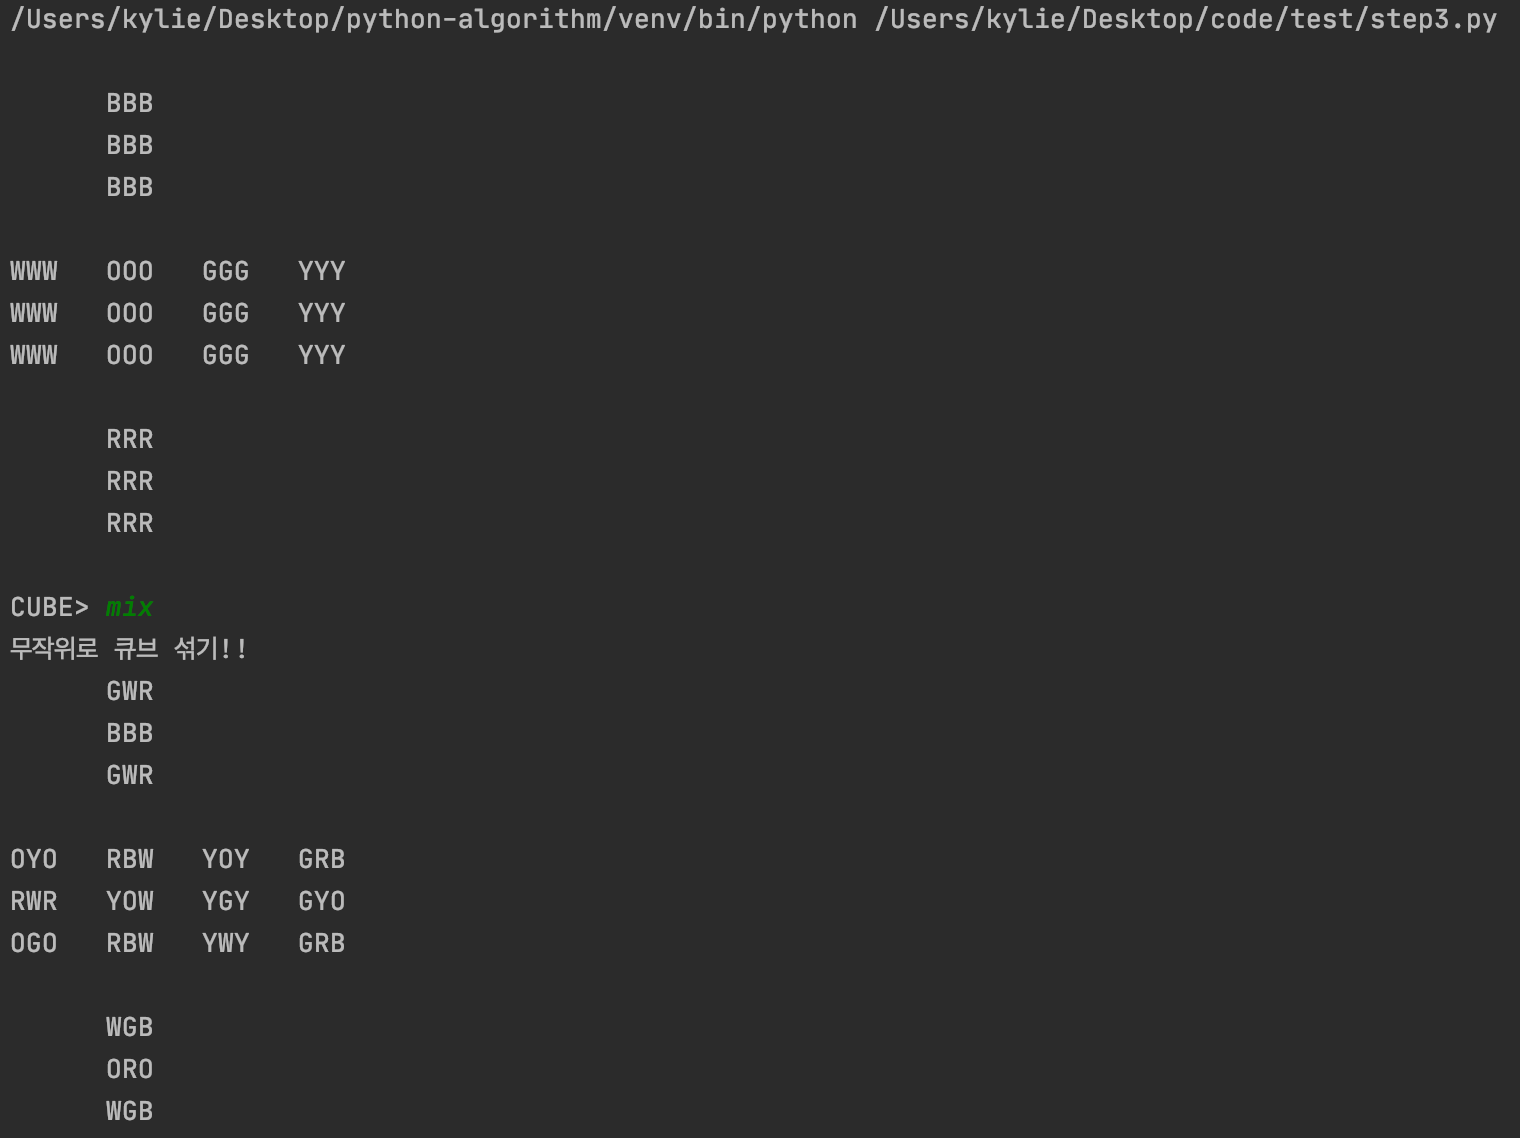 /Users/kylie/Desktop/python-algorithm/venv/bin/python /Users/kylie/Desktop/code/test/step3.py
BBB
BBB
BBB
WWW OOO GGG YYY
WWW OOO GGG YYY
WWW OOO GGG YYY
RRR
RRR
RRR
CUBE> mix
무작위로 큐브 섞기!!
GWR
BBB
GWR
OYO RBW YOY GRB
RWR YOW YGY GYO
OGO RBW YWY GRB
WGB
ORO
WGB